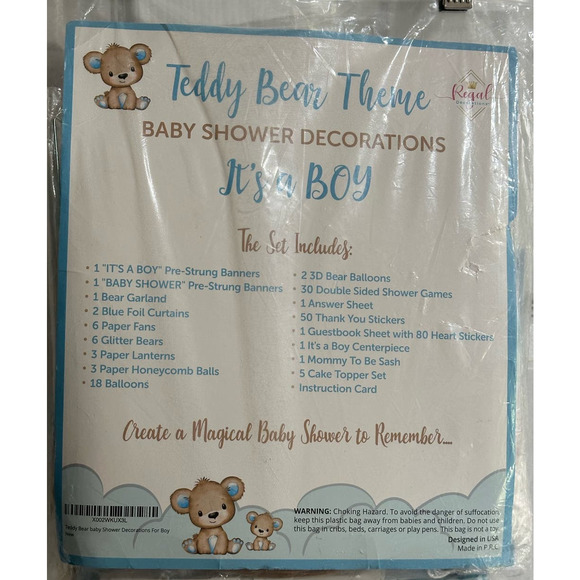 Teddy Bear Theme
Regal
Decorations
BABY SHOWER DECORATIONS
It's a BOY
The Set Includes:
• 1 "IT'S A BOY" Pre-Strung Banners
• 1 "BABY SHOWER" Pre-Strung Banners
• 1 Bear Garland
• 2 Blue Foil Curtains
• 6 Paper Fans
• 6 Glitter Bears
• 3 Paper Lanterns
• 3 Paper Honeycomb Balls
• 18 Balloons
• 2 3D Bear Balloons
• 30 Double Sided Shower Games
• 1 Answer Sheet
• 50 Thank You Stickers
• 1 Guestbook Sheet with 80 Heart Stickers
• 1 It's a Boy Centerpiece
• 1 Mommy To Be Sash
• 5 Cake Topper Set
• Instruction Card
Create a Magical Baby Shower to Remember....
X002WKUX3L
Teddy Bear baby Shower Decorations For Boy
WARNING: Choking Hazard. To avoid the danger of suffocation
keep this plastic bag away from babies and children. Do not use
this bag in cribs, beds, carriages or play pens. This bag is not a toy.
Designed in USA
Made in P.R.C